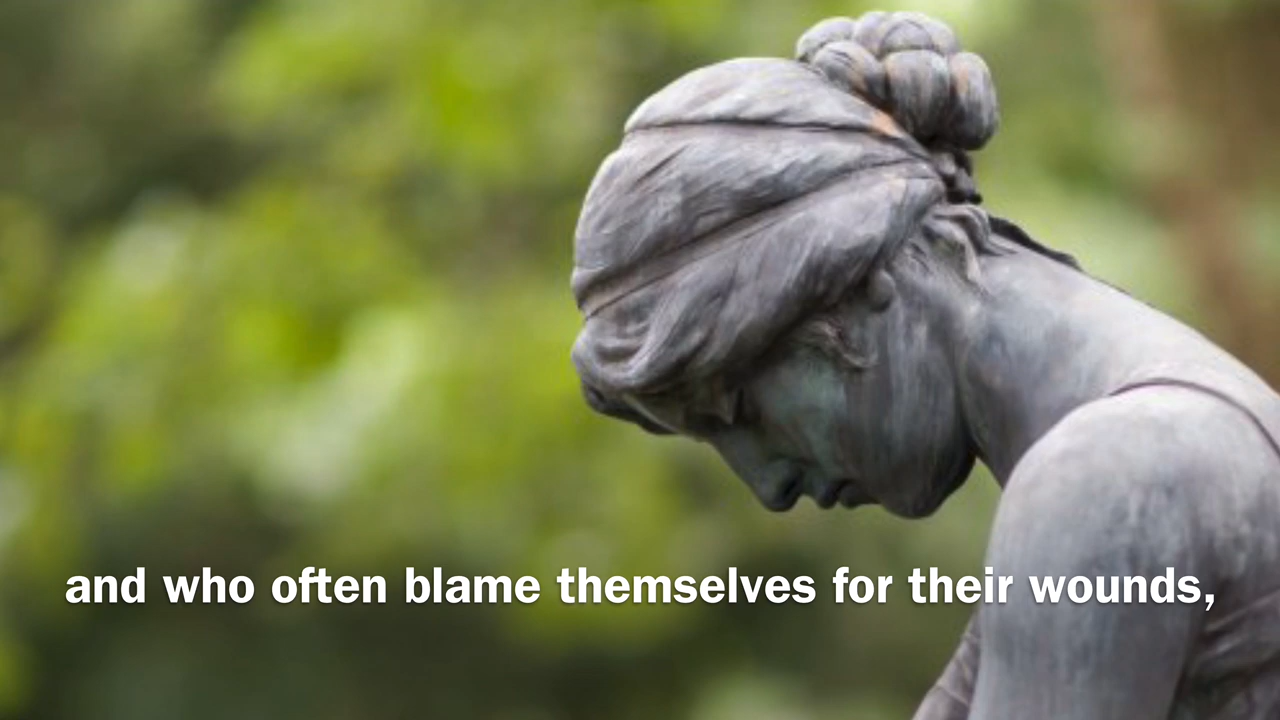 and who often blame themselves for their wounds,